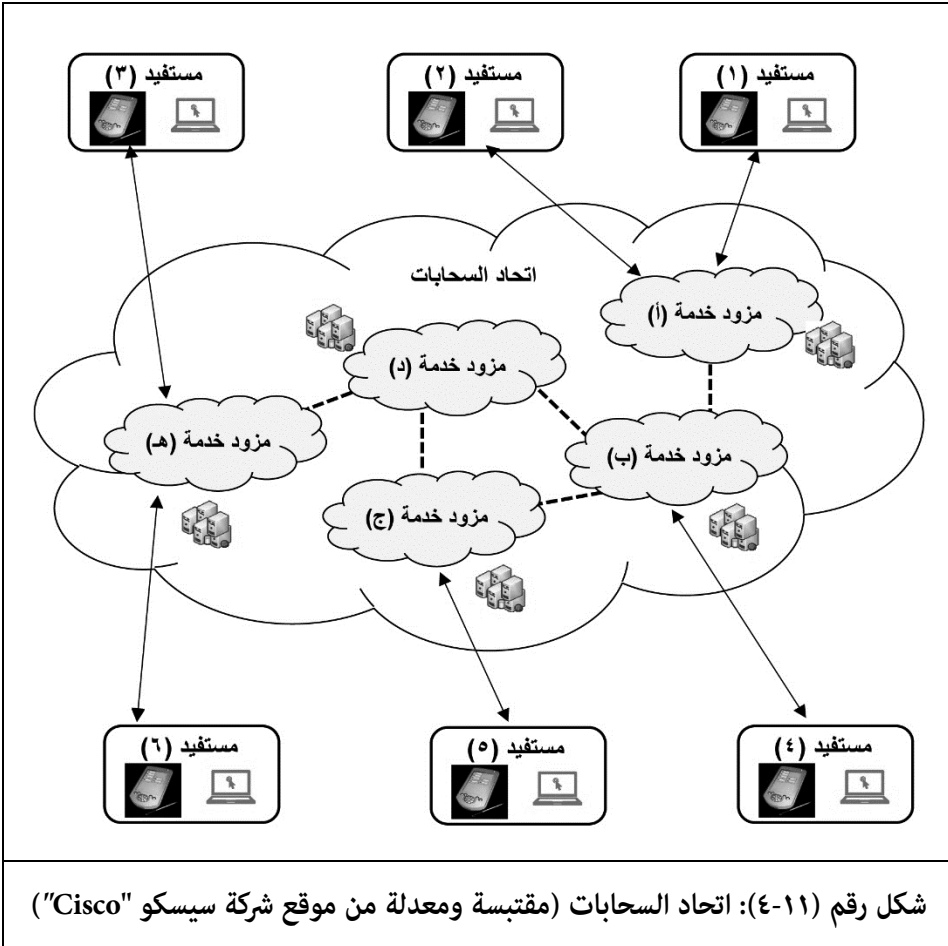 مستفيد (١)
مستفيد (٢)
مستفيد (٣)
اتحاد السحابات
مزود خدمة (أ)
مزود خدمة (د)
مزود خدمة (هـ)
مزود خدمة (ب)
مزود خدمة (ج)
مستفيد (٤)
مستفيد (٥)
مستفيد (٦)
شكل رقم (١١-٤): اتحاد السحابات (مقتبسة ومعدلة من موقع شركة سيسكو "Cisco")